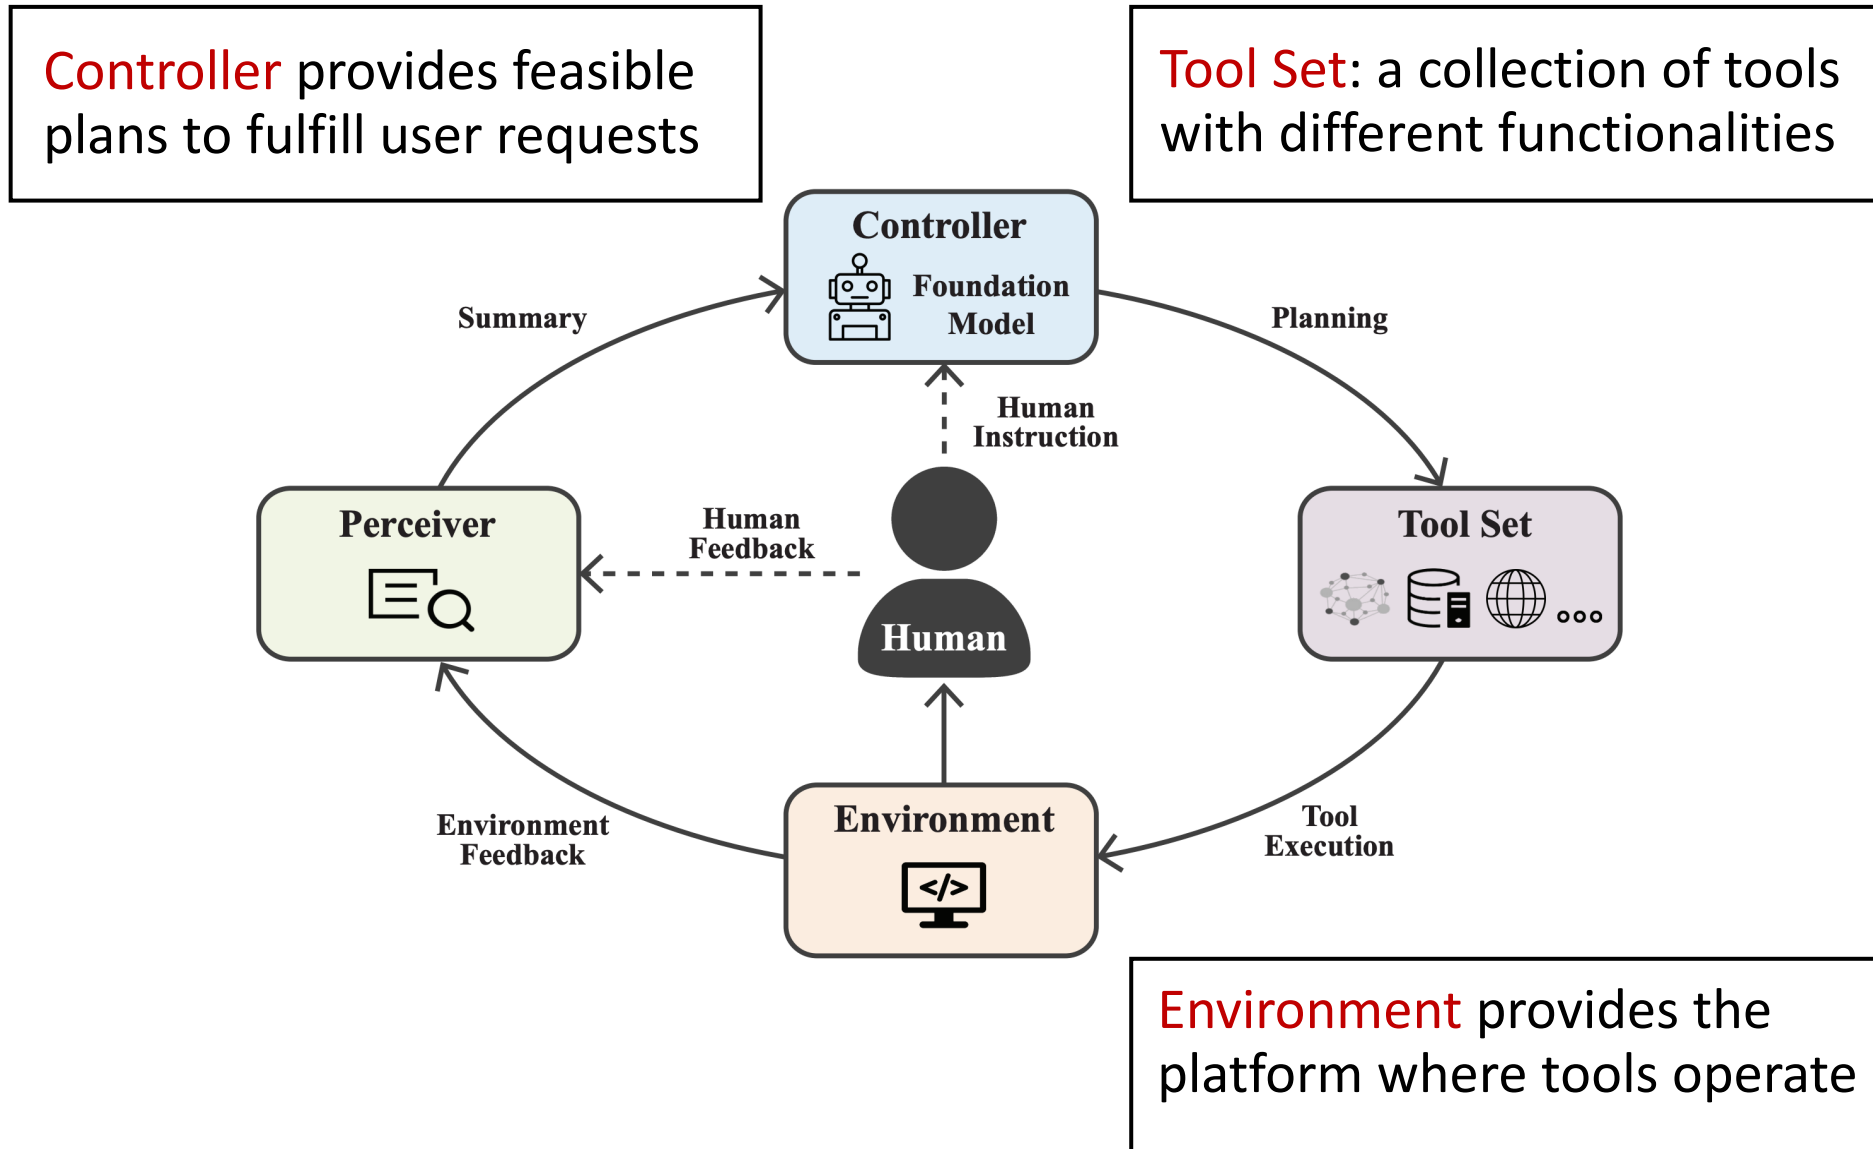 Controller provides feasible
plans to fulfill user requests
Tool Set: a collection of tools
with different functionalities
Controller
Foundation
Model
Summary
Planning
Human
Instruction
Perceiver
Human
Feedback
Tool Set
Human
Environment
Feedback
Environment
</>
Tool
Execution
Environment provides the
platform where tools operate